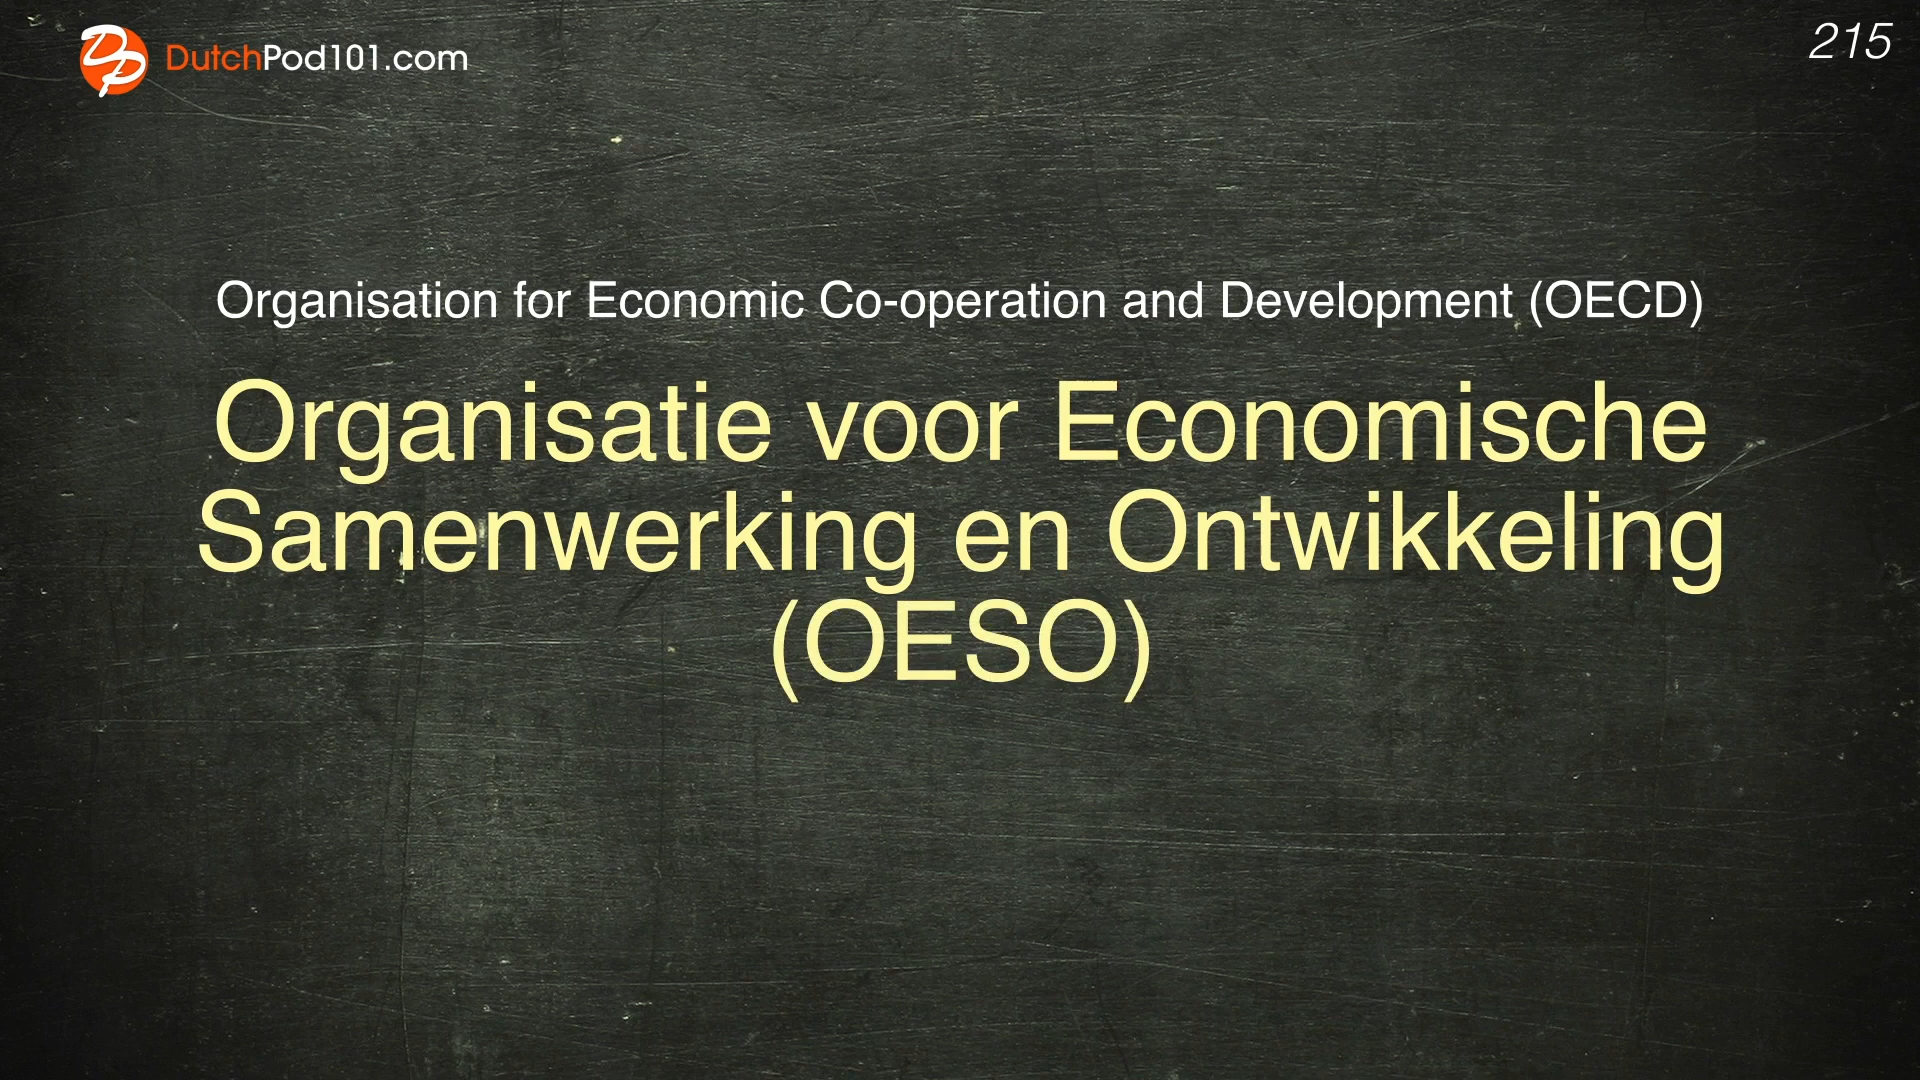 DutchPod101.com
215
Organisation for Economic Co-operation and Development (OECD)
Organisatie voor Economische
Samenwerking en Ontwikkeling
(OESO)